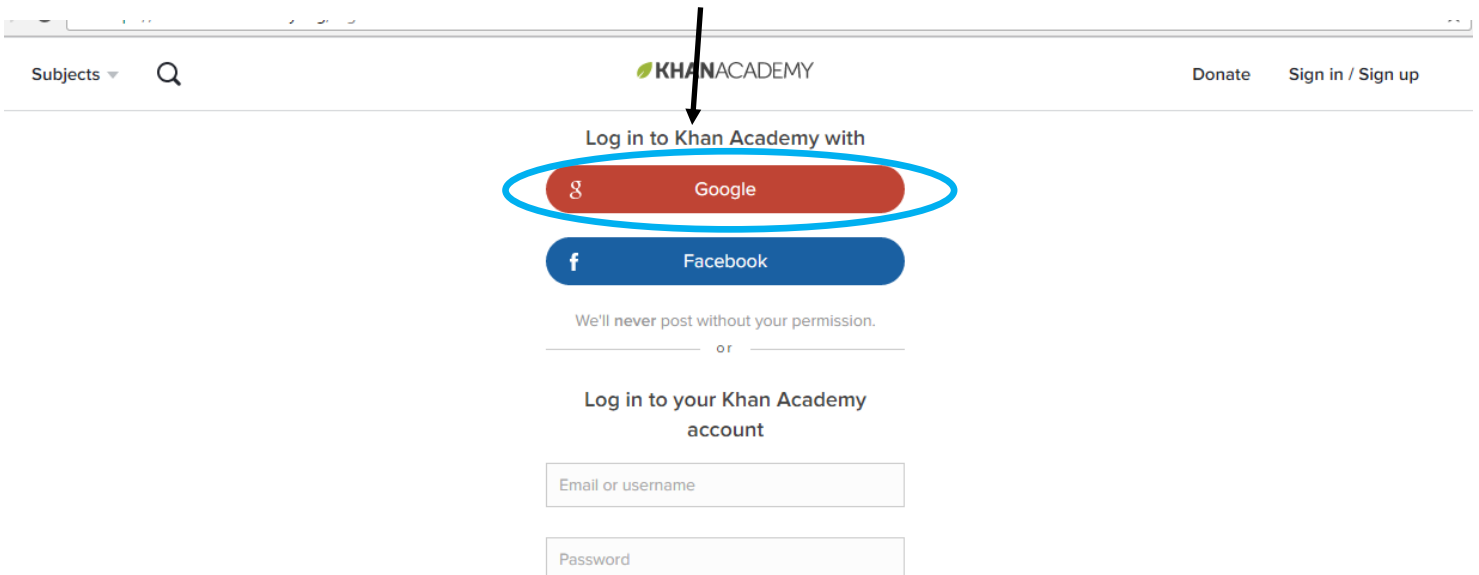 Subjects
KHANACADEMY
Donate
Sign in / Sign up
Log in to Khan Academy with
g Google
f Facebook
We'll never post without your permission.
or
Log in to your Khan Academy
account
Email or username
Password